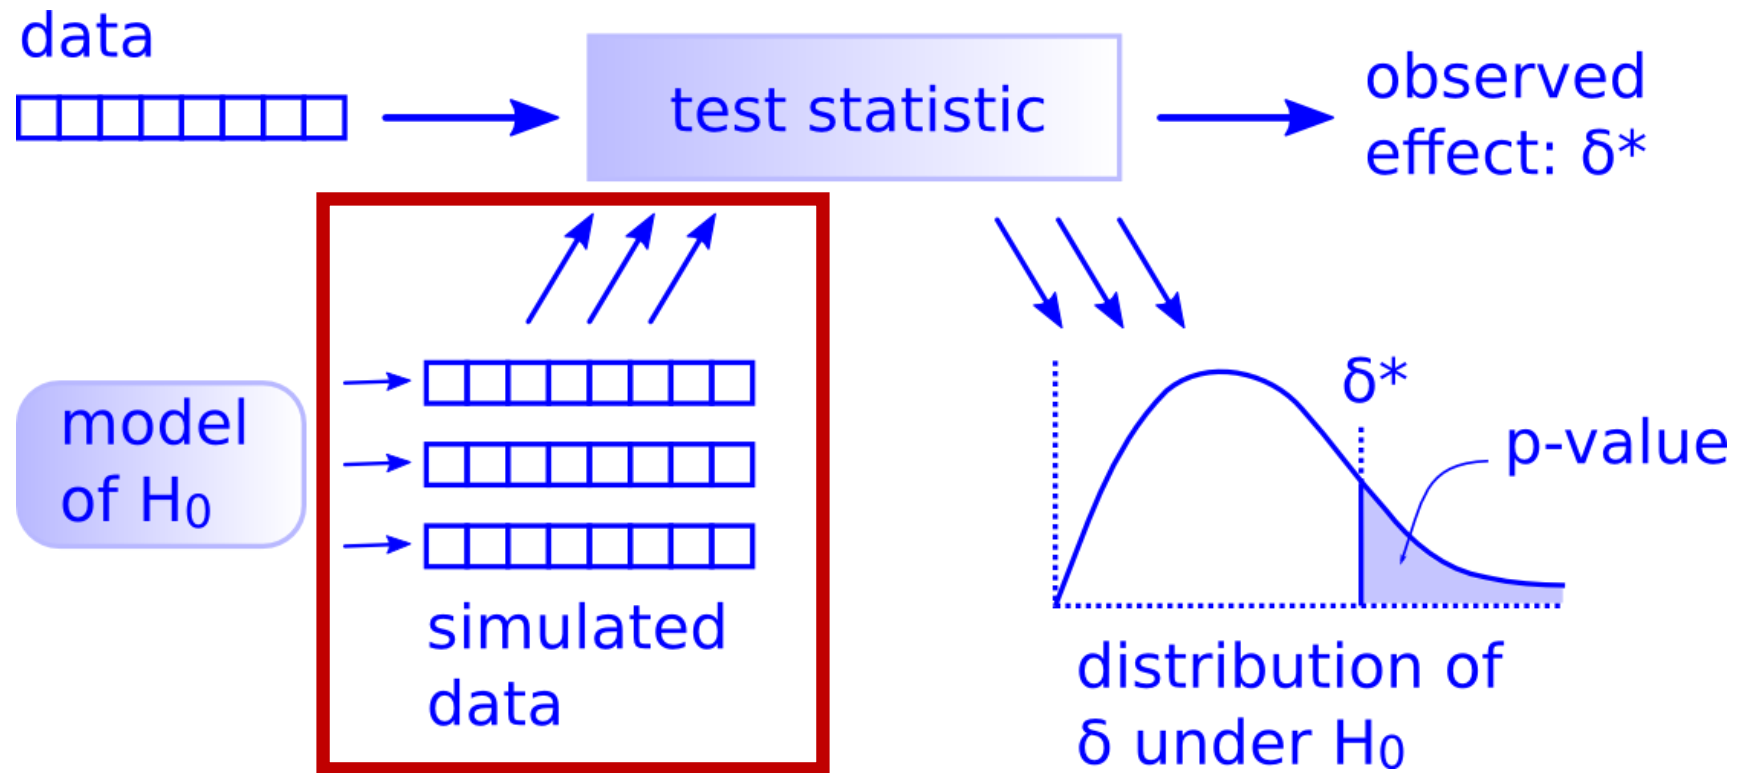 data
test statistic
observed
effect: δ*
model
of H₀
simulated
data
δ*
p-value
distribution of
δ under H₀